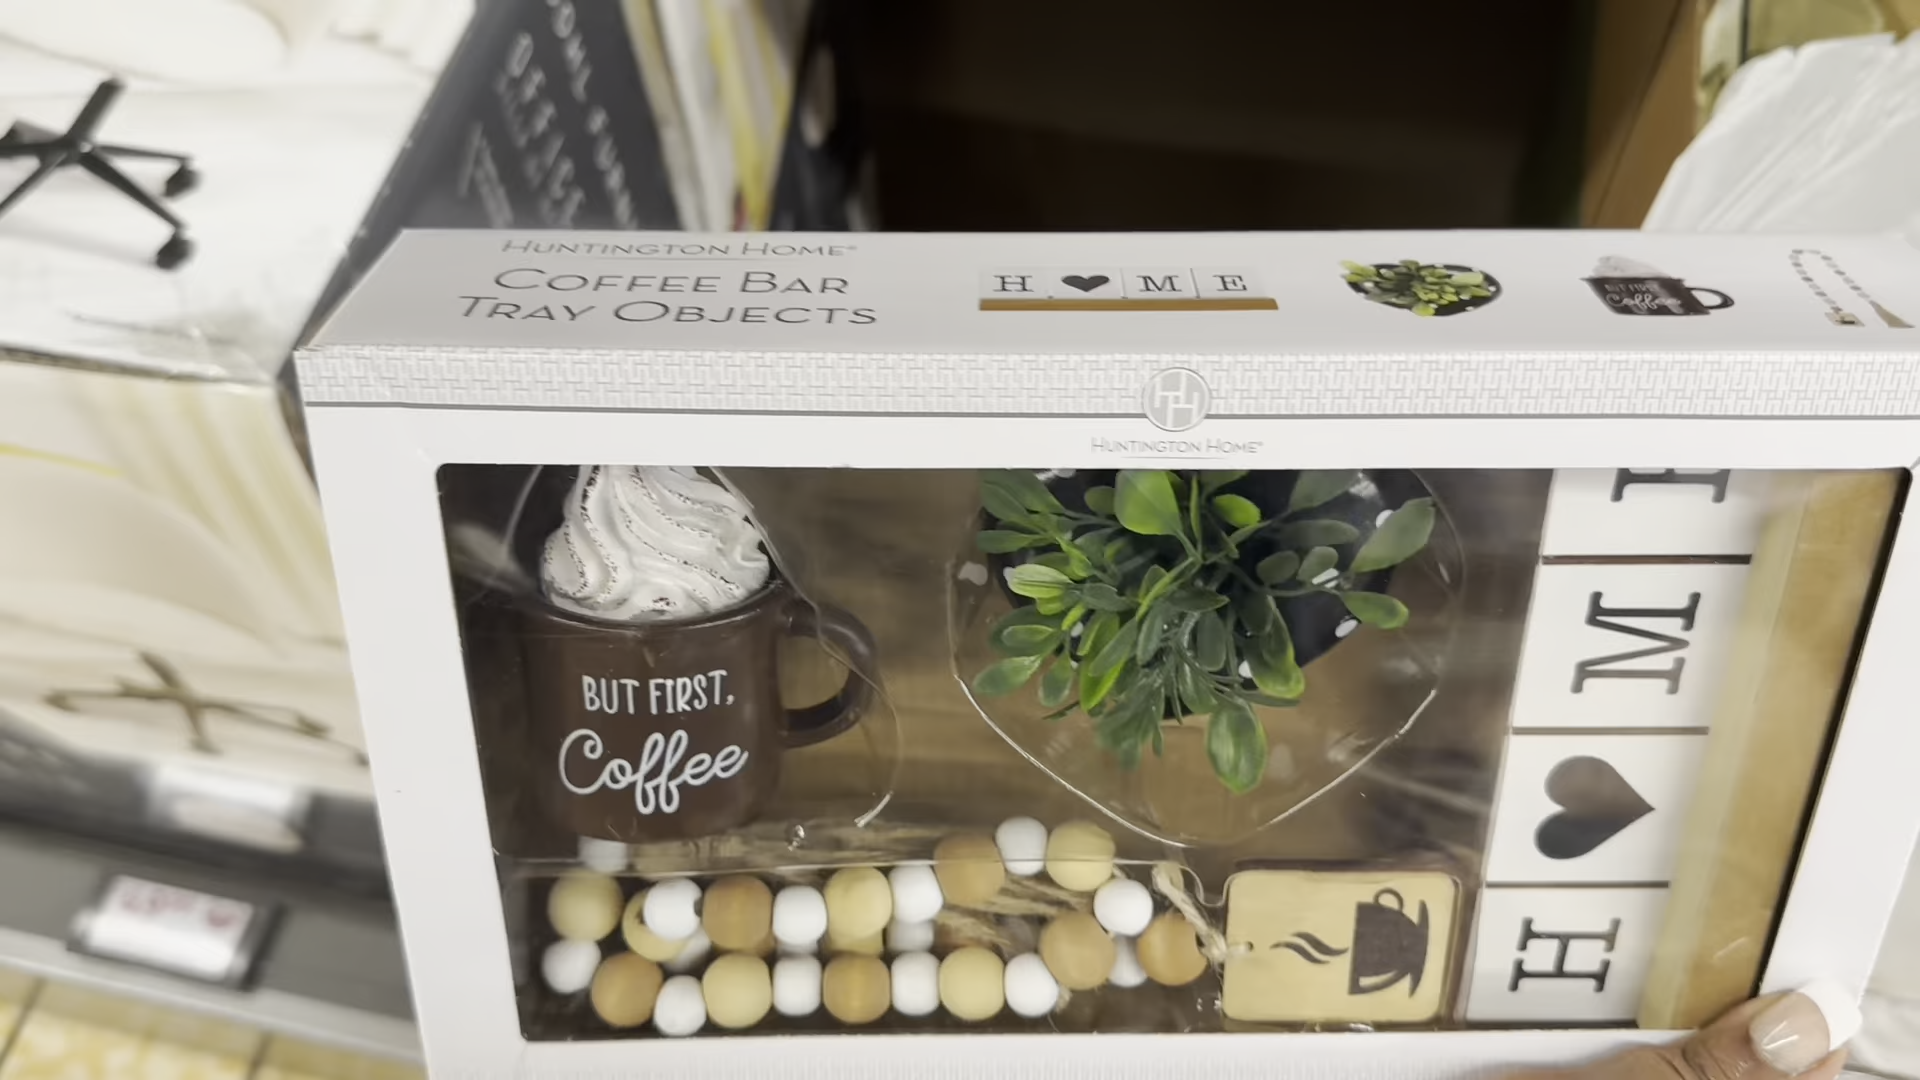 HUNTINGTON HOME®
COFFEE BAR
TRAY OBJECTS
H ♥ M E
BUT FIRST,
Coffee
HUNTINGTON HOME®
BUT FIRST,
Coffee
H ♥ M E